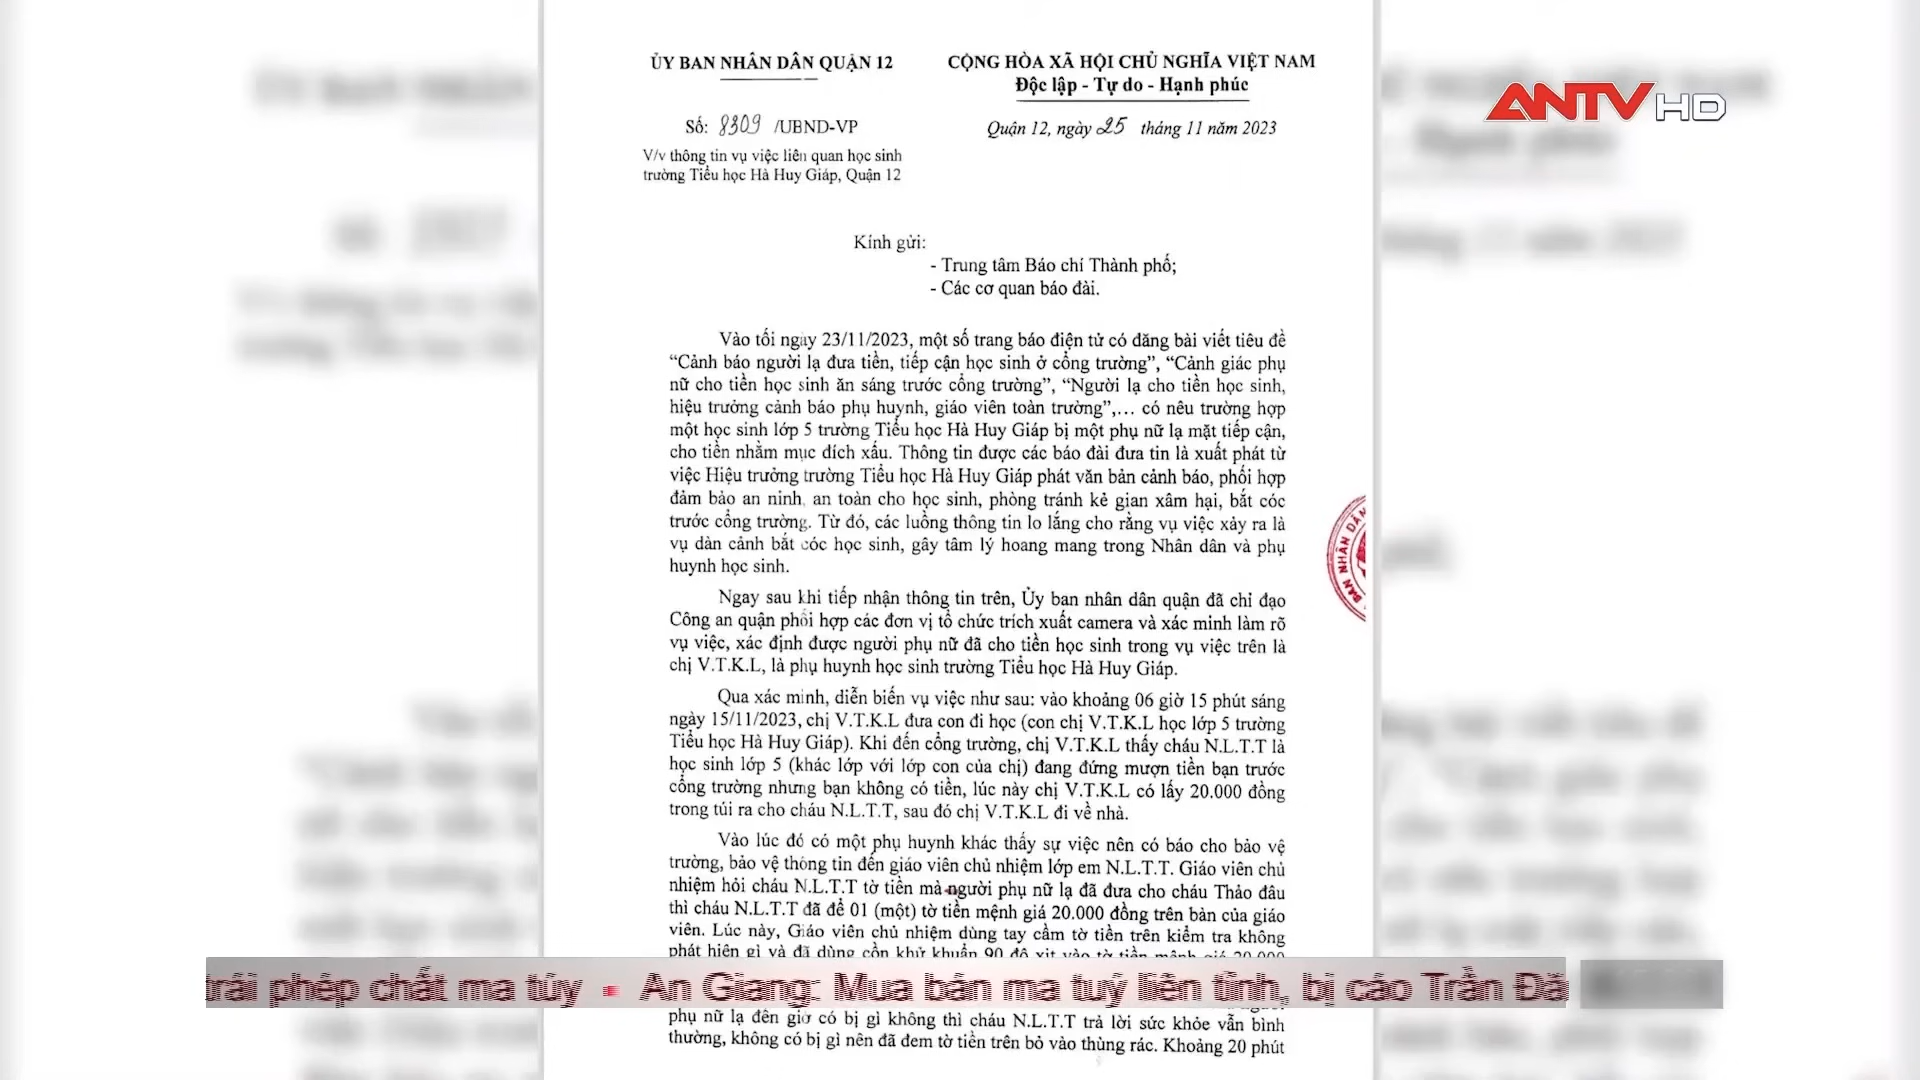 ANTV HD
ỦY BAN NHÂN DÂN QUẬN 12
CỘNG HÒA XÃ HỘI CHỦ NGHĨA VIỆT NAM
Độc lập - Tự do - Hạnh phúc
Số: 8309 /UBND-VP
Quận 12, ngày 25 tháng 11 năm 2023
V/v thông tin vụ việc liên quan học sinh
trường Tiểu học Hà Huy Giáp, Quận 12
Kính gửi:
- Trung tâm Báo chí Thành phố;
- Các cơ quan báo đài.
Vào tối ngày 23/11/2023, một số trang báo điện tử có đăng bài viết tiêu đề
“Cảnh báo người lạ đưa tiền, tiếp cận học sinh ở cổng trường”, “Cảnh giác phụ
nữ cho tiền học sinh ăn sáng trước cổng trường”, “Người lạ cho tiền học sinh,
hiệu trưởng cảnh báo phụ huynh, giáo viên toàn trường”,… có nêu trường hợp
một học sinh lớp 5 trường Tiểu học Hà Huy Giáp bị một phụ nữ lạ mặt tiếp cận,
cho tiền nhằm mục đích xấu. Thông tin được các báo đài đưa tin là xuất phát từ
việc Hiệu trưởng trường Tiểu học Hà Huy Giáp phát văn bản cảnh báo, phối hợp
đảm bảo an ninh, an toàn cho học sinh, phòng tránh kẻ gian xâm hại, bắt cóc
trước cổng trường. Từ đó, các luồng thông tin lo lắng cho rằng vụ việc xảy ra là
vụ dàn cảnh bắt cóc học sinh, gây tâm lý hoang mang trong Nhân dân và phụ
huynh học sinh.
Ngay sau khi tiếp nhận thông tin trên, Ủy ban nhân dân quận đã chỉ đạo
Công an quận phối hợp các đơn vị tổ chức trích xuất camera và xác minh làm rõ
vụ việc, xác định được người phụ nữ đã cho tiền học sinh trong vụ việc trên là
chị V.T.K.L, là phụ huynh học sinh trường Tiểu học Hà Huy Giáp.
Qua xác minh, diễn biến vụ việc như sau: vào khoảng 06 giờ 15 phút sáng
ngày 15/11/2023, chị V.T.K.L đưa con đi học (con chị V.T.K.L học lớp 5 trường
Tiểu học Hà Huy Giáp). Khi đến cổng trường, chị V.T.K.L thấy cháu N.L.T.T là
học sinh lớp 5 (khác lớp với lớp con của chị) đang đứng mượn tiền bạn trước
cổng trường nhưng bạn không có tiền, lúc này chị V.T.K.L có lấy 20.000 đồng
trong túi ra cho cháu N.L.T.T, sau đó chị V.T.K.L đi về nhà.
Vào lúc đó có một phụ huynh khác thấy sự việc nên có báo cho bảo vệ
trường, bảo vệ thông tin đến giáo viên chủ nhiệm lớp em N.L.T.T. Giáo viên chủ
nhiệm hỏi cháu N.L.T.T tờ tiền mà người phụ nữ lạ đã đưa cho cháu Thảo đâu
thì cháu N.L.T.T đã để 01 (một) tờ tiền mệnh giá 20.000 đồng trên bàn của giáo
viên. Lúc này, Giáo viên chủ nhiệm dùng tay cầm tờ tiền trên kiểm tra không
phát hiện gì và đã dùng cồn khử khuẩn 90 độ xịt vào tờ tiền mệnh giá 20.000
trái phép chất ma túy - An Giang: Mua bán ma tuý liên tỉnh, bị cáo Trần Đă
phụ nữ lạ đến giờ có bị gì không thì cháu N.L.T.T trả lời sức khỏe vẫn bình
thường, không có bị gì nên đã đem tờ tiền trên bỏ vào thùng rác. Khoảng 20 phút
BAN NHÂN DÂN